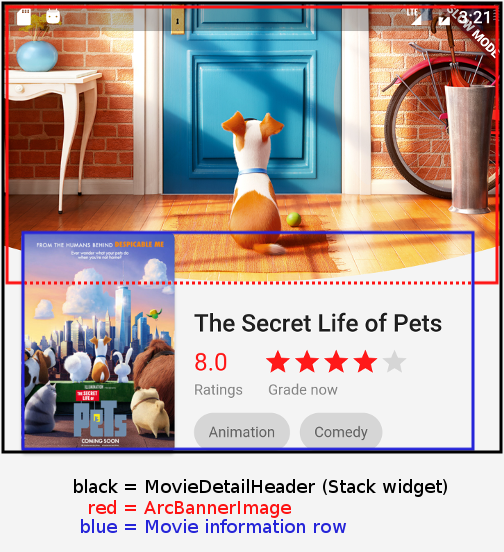 LTE 3:21
SLOW MODE
FROM THE HUMANS BEHIND DESPICABLE ME
Ever wonder what your pets do
when you're not home?
The Secret Life of Pets
8.0
Ratings Grade now
ILLUMINATION
THE SECRET
LIFE OF
PETS
COMING SOON
Animation Comedy
black = MovieDetailHeader (Stack widget)
red = ArcBannerImage
blue = Movie information row